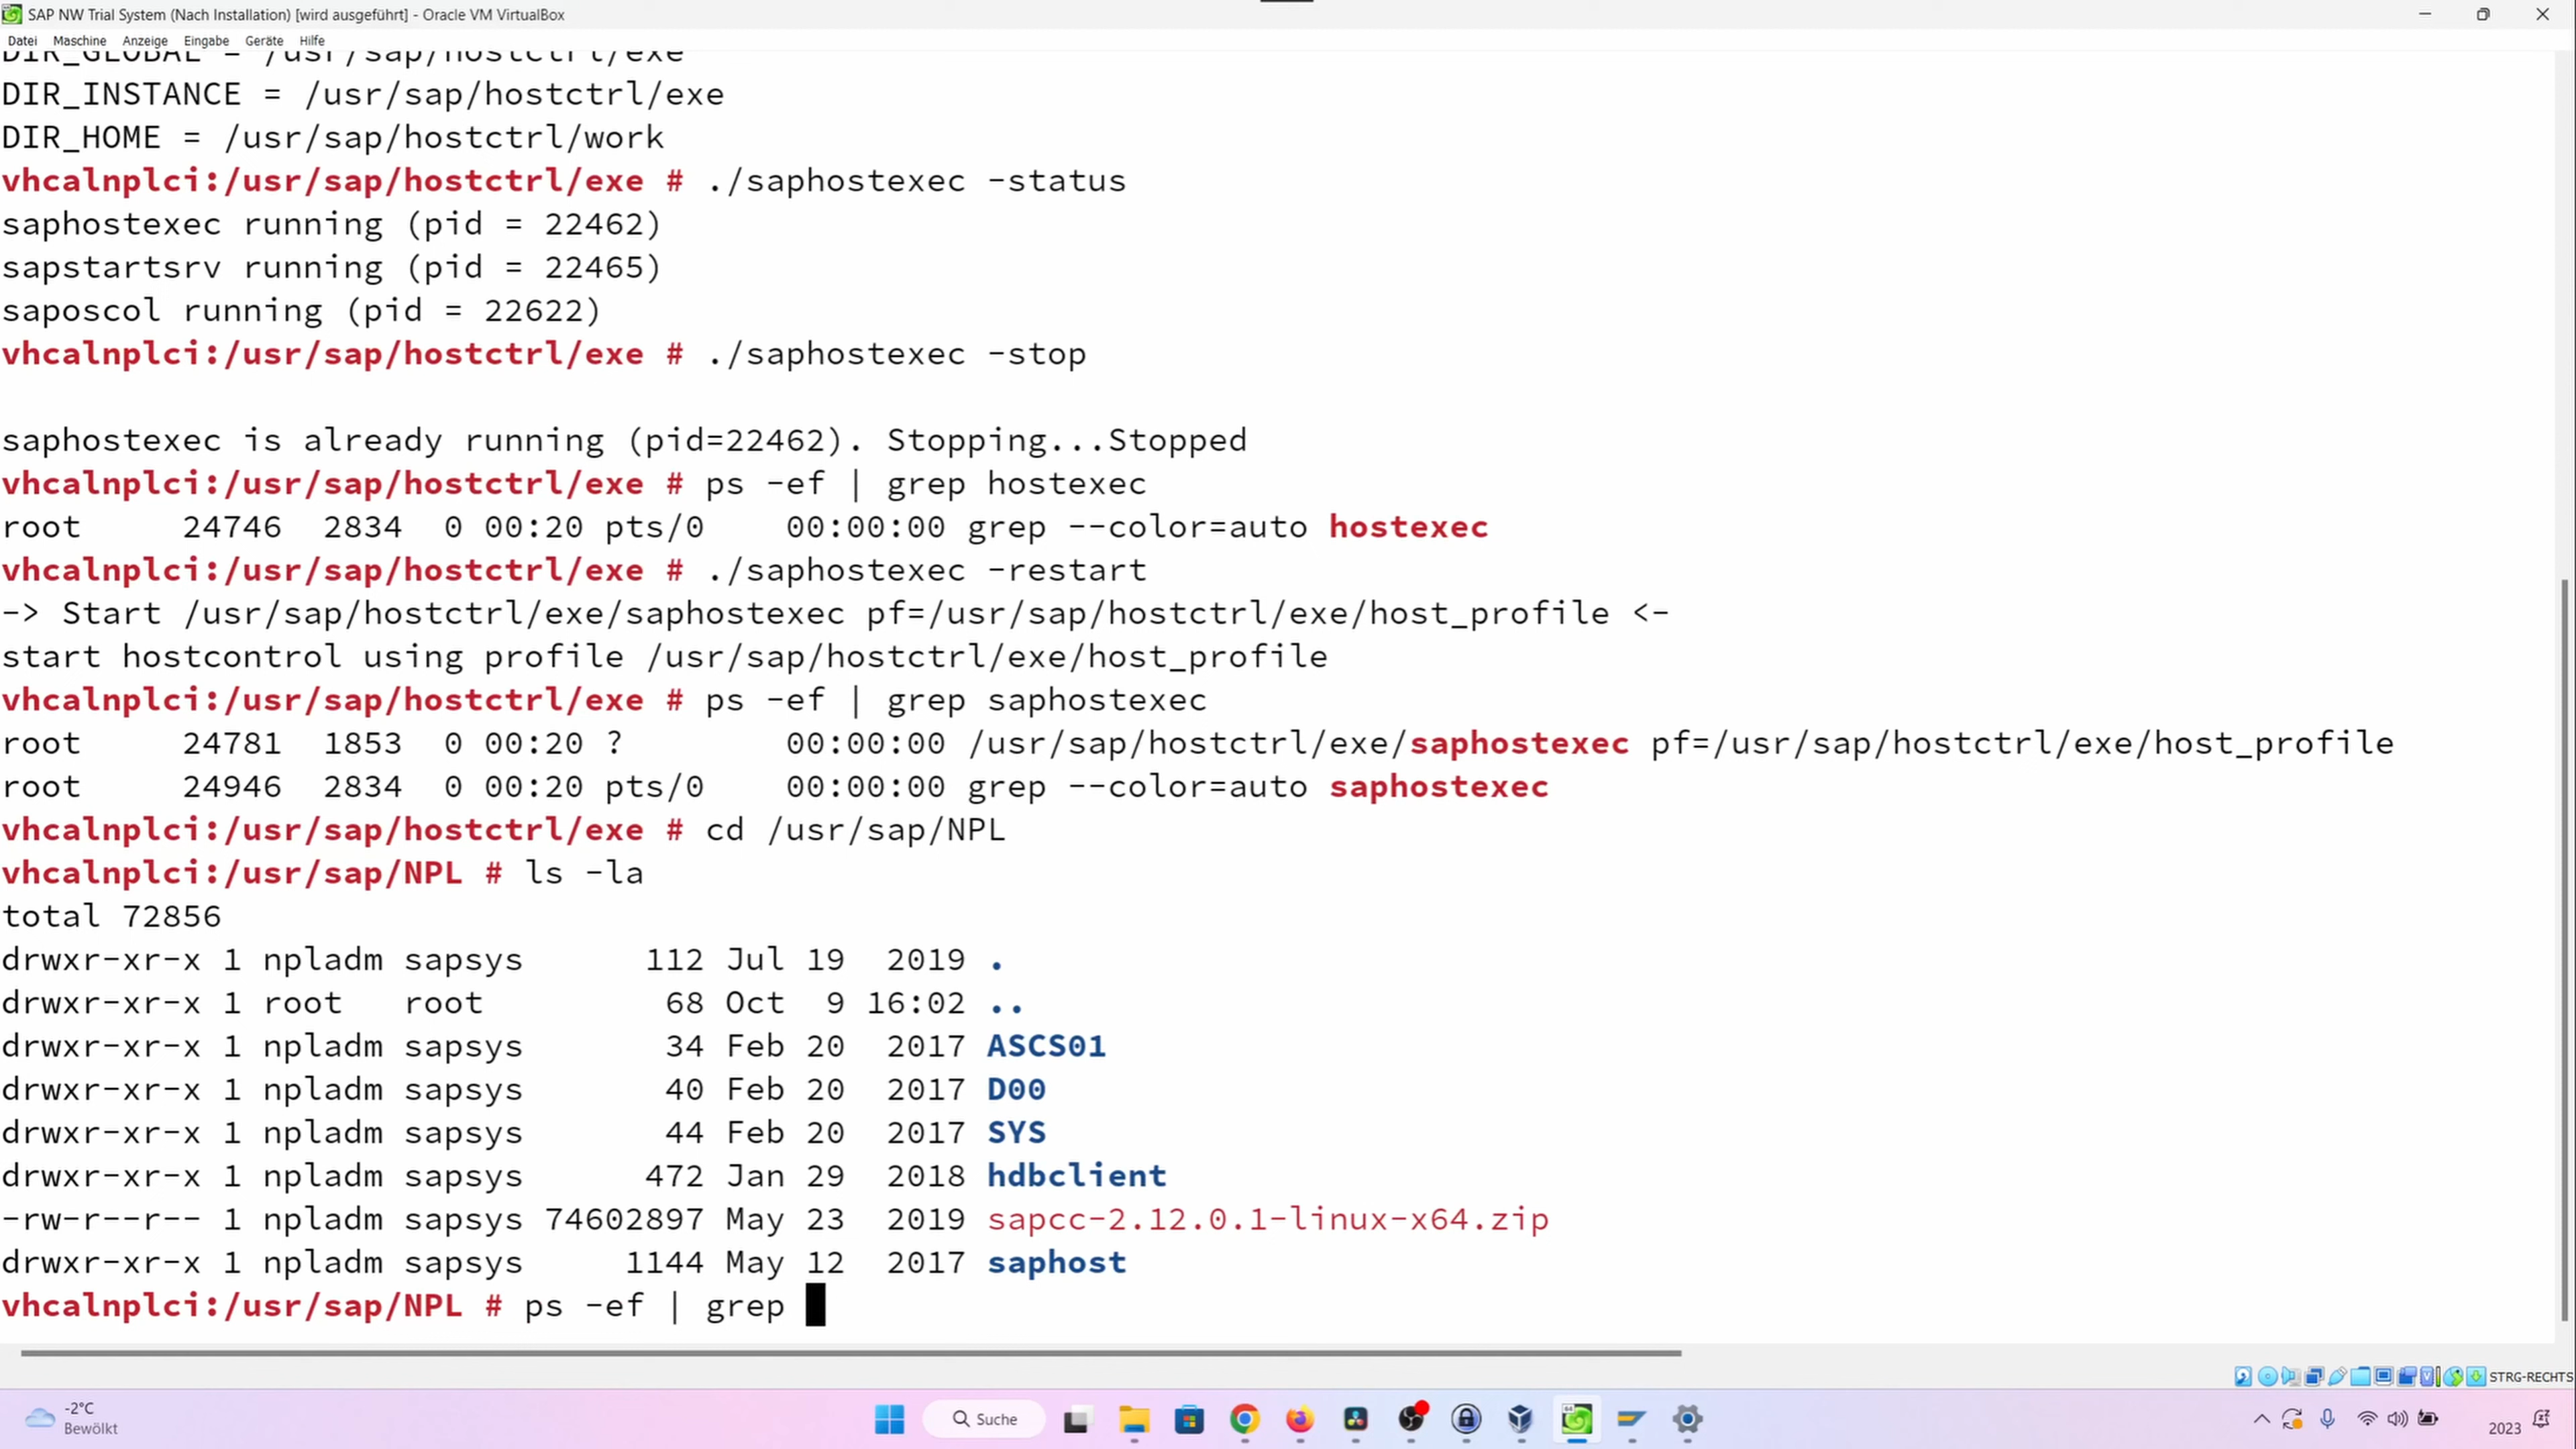 SAP NW Trial System (Nach Installation) [wird ausgeführt] - Oracle VM VirtualBox
Datei Maschine Anzeige Eingabe Geräte Hilfe
DIR_GLOBAL = /usr/sap/hostctrl/exe
DIR_INSTANCE = /usr/sap/hostctrl/exe
DIR_HOME = /usr/sap/hostctrl/work
vhcalnplci:/usr/sap/hostctrl/exe # ./saphostexec -status
saphostexec running (pid = 22462)
sapstartsrv running (pid = 22465)
saposcol running (pid = 22622)
vhcalnplci:/usr/sap/hostctrl/exe # ./saphostexec -stop
saphostexec is already running (pid=22462). Stopping...Stopped
vhcalnplci:/usr/sap/hostctrl/exe # ps -ef | grep hostexec
root 24746 2834 0 00:20 pts/0 00:00:00 grep --color=auto hostexec
vhcalnplci:/usr/sap/hostctrl/exe # ./saphostexec -restart
-> Start /usr/sap/hostctrl/exe/saphostexec pf=/usr/sap/hostctrl/exe/host_profile <-
start hostcontrol using profile /usr/sap/hostctrl/exe/host_profile
vhcalnplci:/usr/sap/hostctrl/exe # ps -ef | grep saphostexec
root 24781 1853 0 00:20 ? 00:00:00 /usr/sap/hostctrl/exe/saphostexec pf=/usr/sap/hostctrl/exe/host_profile
root 24946 2834 0 00:20 pts/0 00:00:00 grep --color=auto saphostexec
vhcalnplci:/usr/sap/hostctrl/exe # cd /usr/sap/NPL
vhcalnplci:/usr/sap/NPL # ls -la
total 72856
drwxr-xr-x 1 npladm sapsys 112 Jul 19 2019 .
drwxr-xr-x 1 root root 68 Oct 9 16:02 ..
drwxr-xr-x 1 npladm sapsys 34 Feb 20 2017 ASCS01
drwxr-xr-x 1 npladm sapsys 40 Feb 20 2017 D00
drwxr-xr-x 1 npladm sapsys 44 Feb 20 2017 SYS
drwxr-xr-x 1 npladm sapsys 472 Jan 29 2018 hdbclient
-rw-r--r-- 1 npladm sapsys 74602897 May 23 2019 sapcc-2.12.0.1-linux-x64.zip
drwxr-xr-x 1 npladm sapsys 1144 May 12 2017 saphost
vhcalnplci:/usr/sap/NPL # ps -ef | grep
STRG-RECHTS
-2°C
Bewölkt
Suche
2023